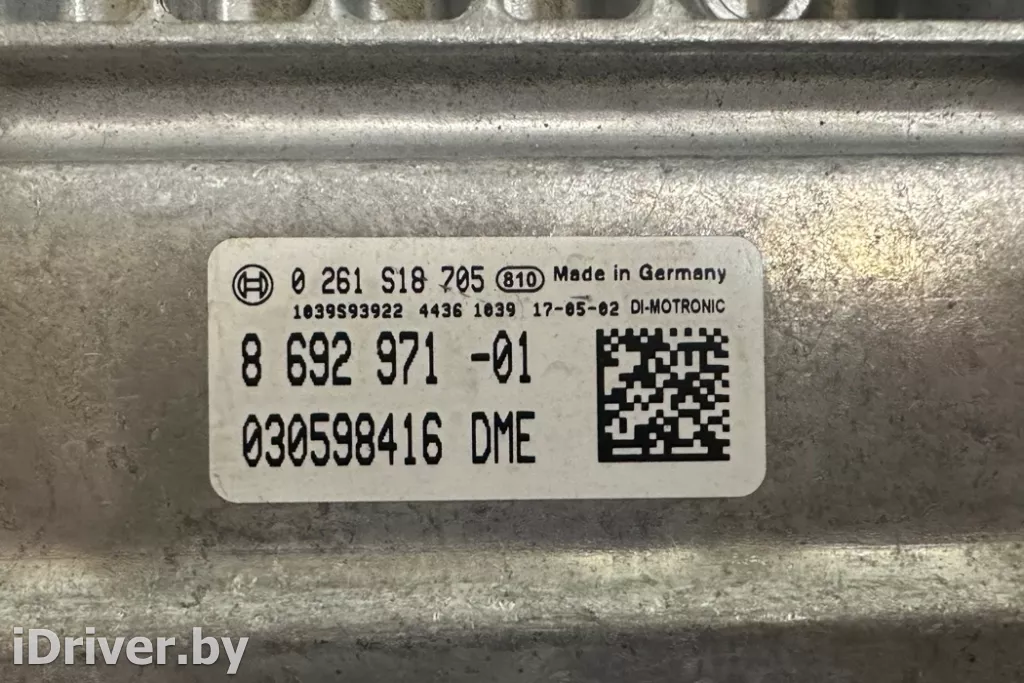 0 261 S18 705 810 Made in Germany
1039S93922 4436 1039 17-05-02 DI-MOTRONIC
8 692 971 -01
030598416 DME
iDriver.by